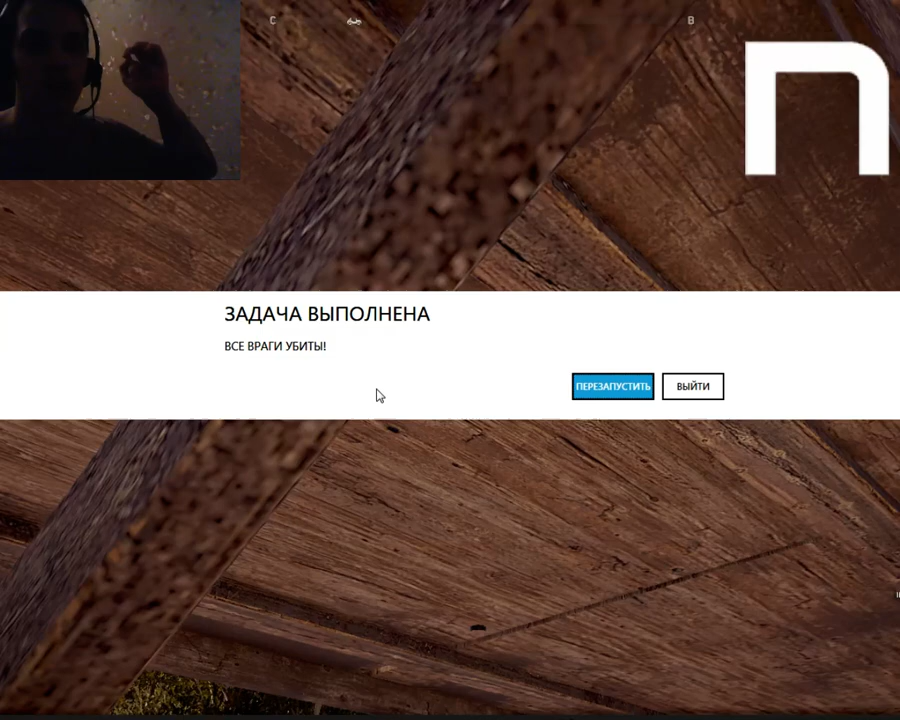 С В
П
ЗАДАЧА ВЫПОЛНЕНА
ВСЕ ВРАГИ УБИТЫ!
ПЕРЕЗАПУСТИТЬ ВЫЙТИ